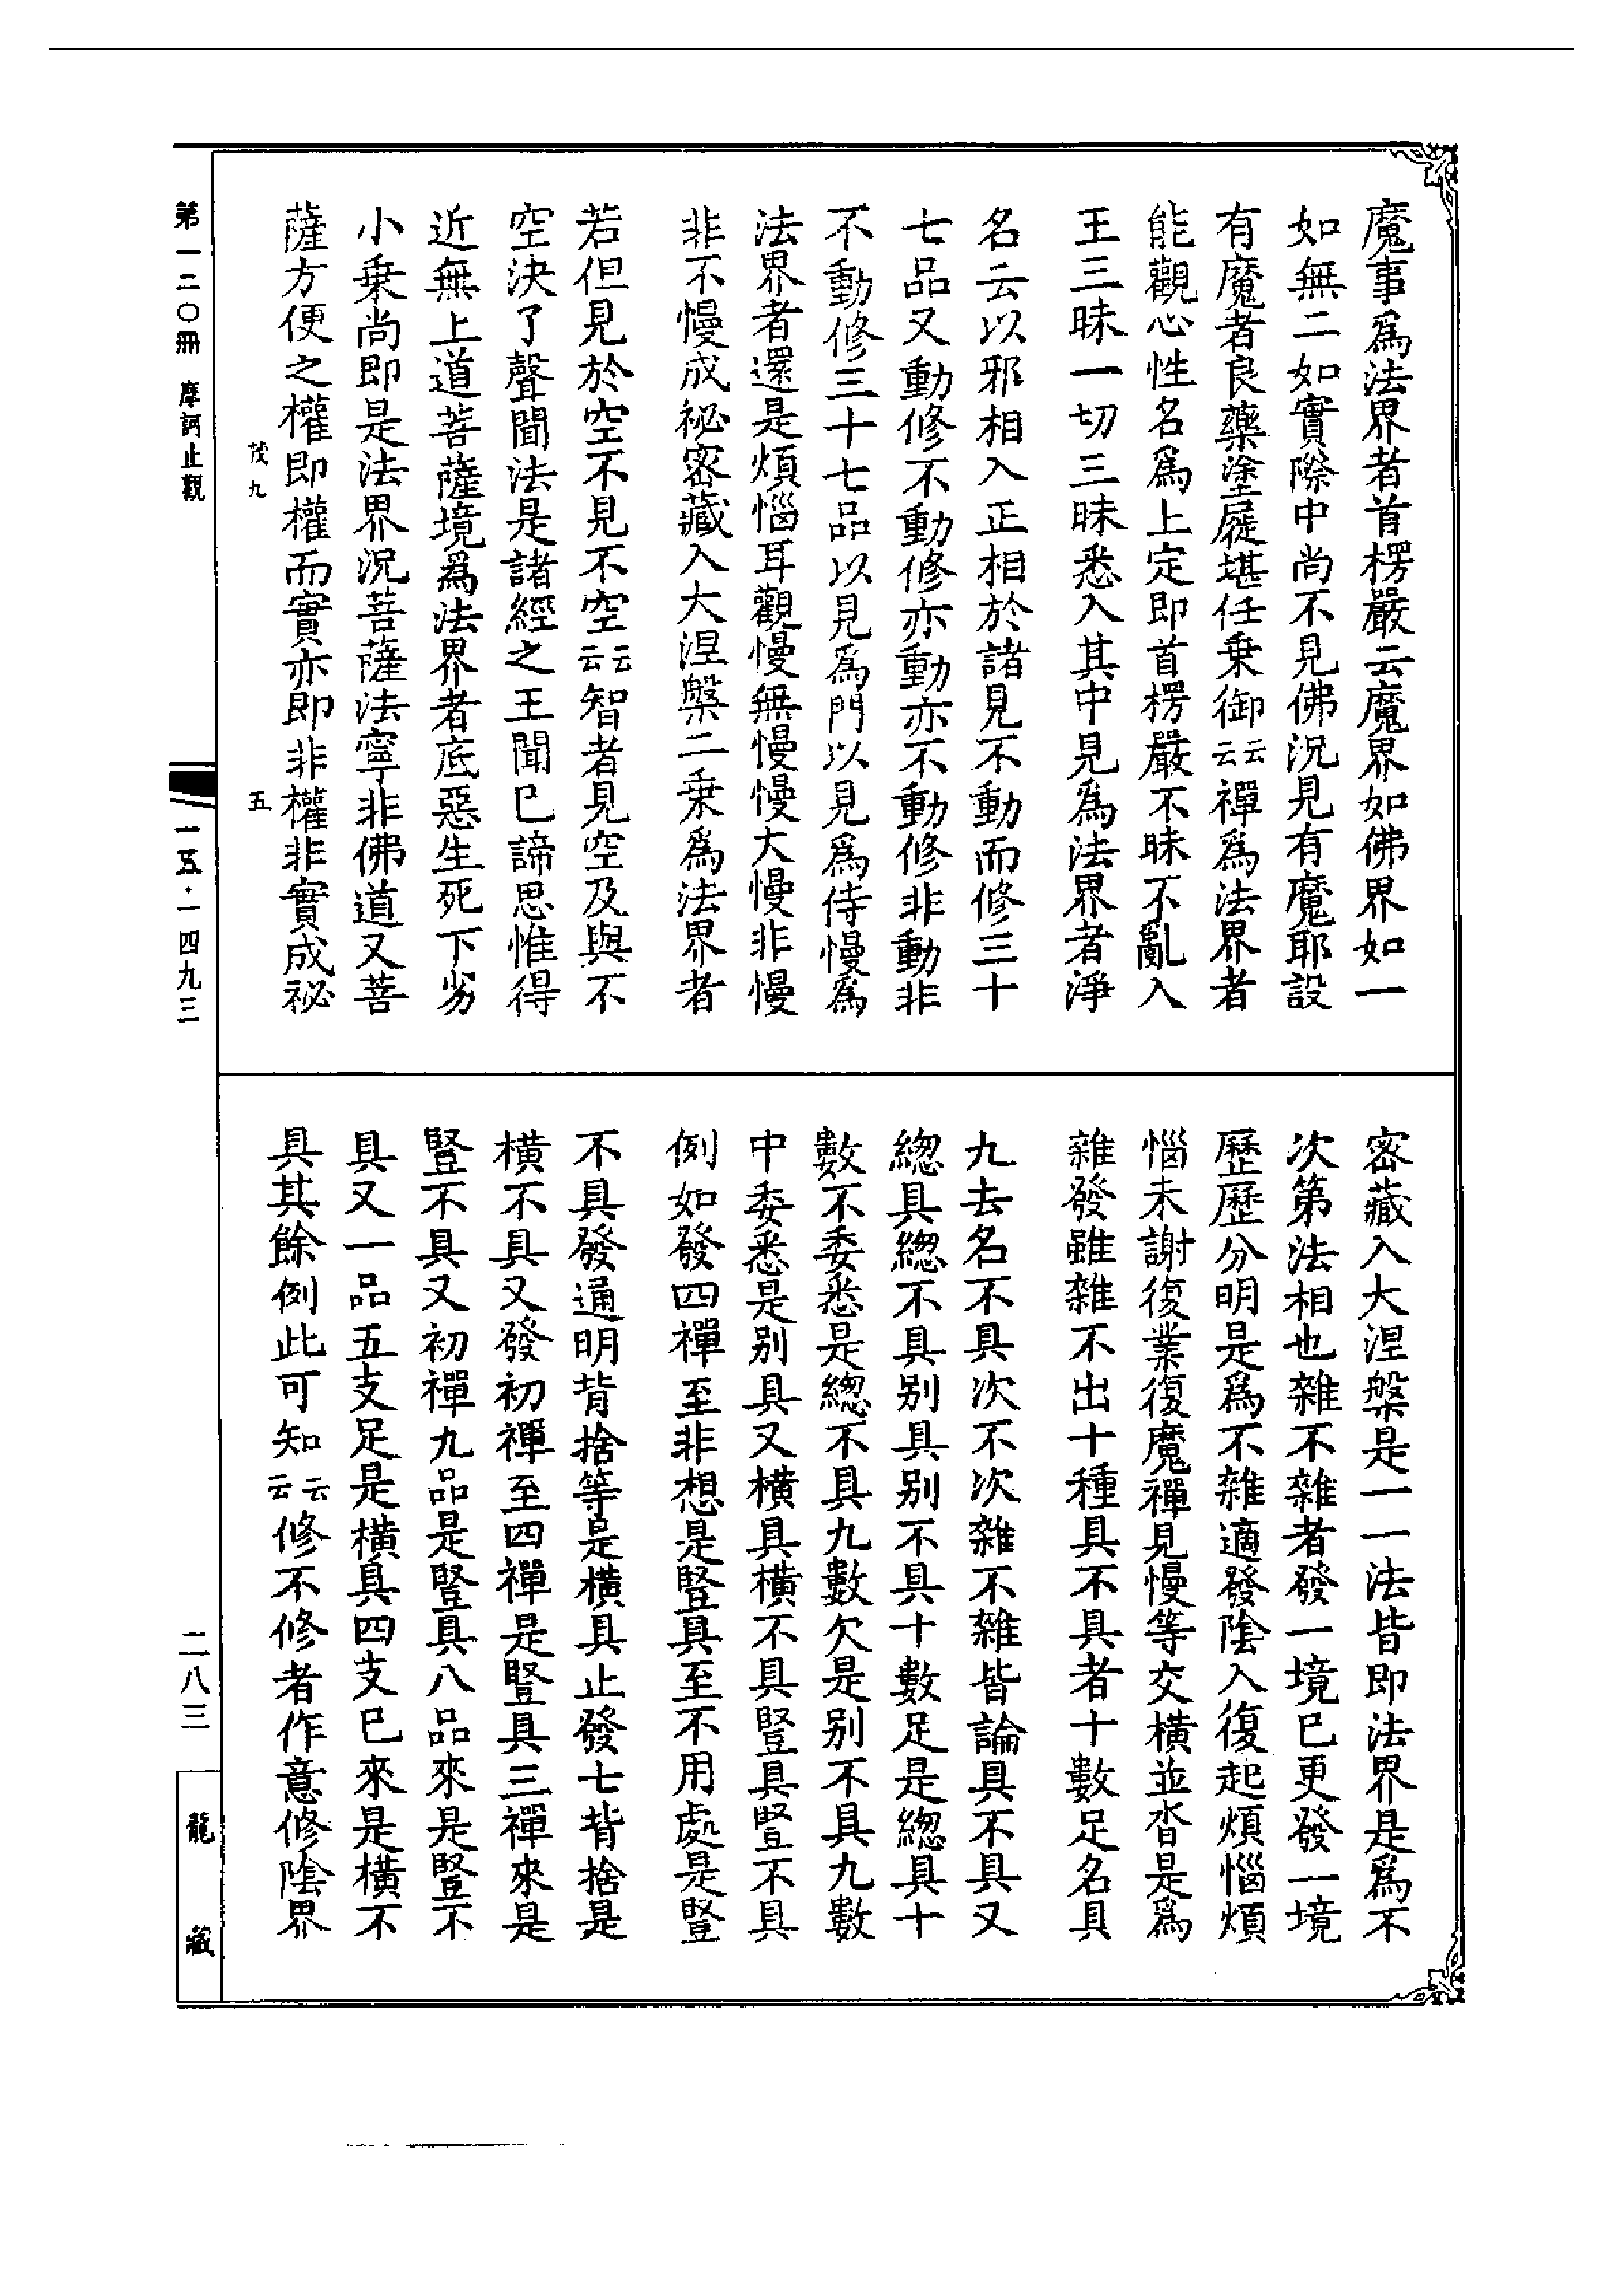 魔事爲法界者首楞嚴云魔界如佛界如一
如無二如實際中尚不見佛況見有魔耶設
有魔者良藥塗屣堪任乗御云云禪爲法界者
能觀心性名爲上定即首楞嚴不昧不亂入
王三昧一切三昧悉入其中見爲法界者淨
名云以邪相入正相於諸見不動而修三十
七品又動修不動修亦動亦不動修非動非
不動修三十七品以見爲門以見爲侍慢爲
法界者還是煩惱耳觀慢無慢慢大慢非慢
非不慢成祕密藏入大涅槃二乗爲法界者
若但見於空不見不空云云智者見空及與不
空決了聲聞法是諸經之王聞已諦思惟得
近無上道菩薩境爲法界者底惡生死下劣
小乗尚即是法界況菩薩法寧非佛道又菩
薩方便之權即權而實亦即非權非實成祕
茂九 五
密藏入大涅槃是一一法皆即法界是爲不
次第法相也雜不雜者發一境已更發一境
歷歷分明是爲不雜適發陰入復起煩惱煩
惱未謝復業復魔禪見慢等交橫並沓是爲
雜發雖雜不出十種具不具者十數足名具
九去名不具次不次雜不雜皆論具不具又
總具總不具别具别不具十數足是總具十
數不委悉是總不具九數欠是别不具九數
中委悉是别具又橫具橫不具豎具豎不具
例如發四禪至非想是豎具至不用處是豎
不具發通明背捨等是橫具止發七背捨是
橫不具又發初禪至四禪是豎具三禪來是
豎不具又初禪九品是豎具八品來是豎不
具又一品五支足是橫具四支已來是橫不
具其餘例此可知云云修不修者作意修陰界
第一二〇冊 摩訶止觀
一五·一四九三
二八三
龍藏